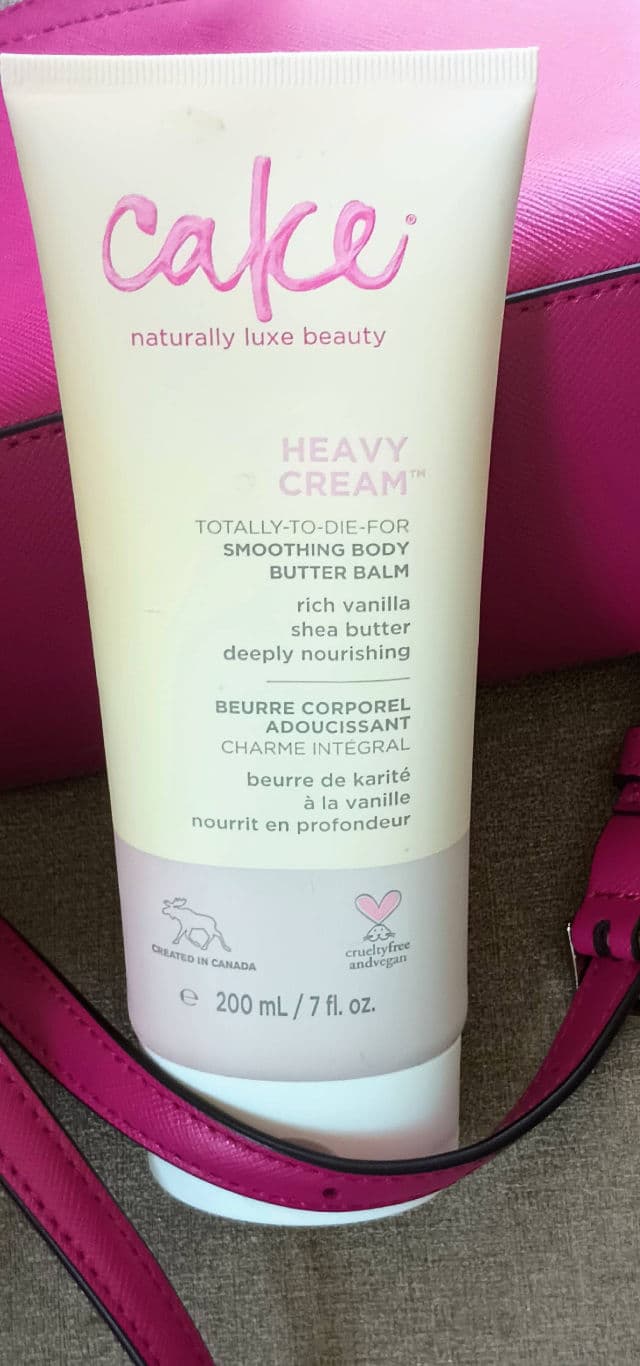 cake®
naturally luxe beauty
HEAVY
CREAM™
TOTALLY-TO-DIE-FOR
SMOOTHING BODY
BUTTER BALM
rich vanilla
shea butter
deeply nourishing
BEURRE CORPOREL
ADOUCISSANT
CHARME INTÉGRAL
beurre de karité
à la vanille
nourrit en profondeur
CREATED IN CANADA
crueltyfree
andvegan
℮ 200 mL / 7 fl. oz.